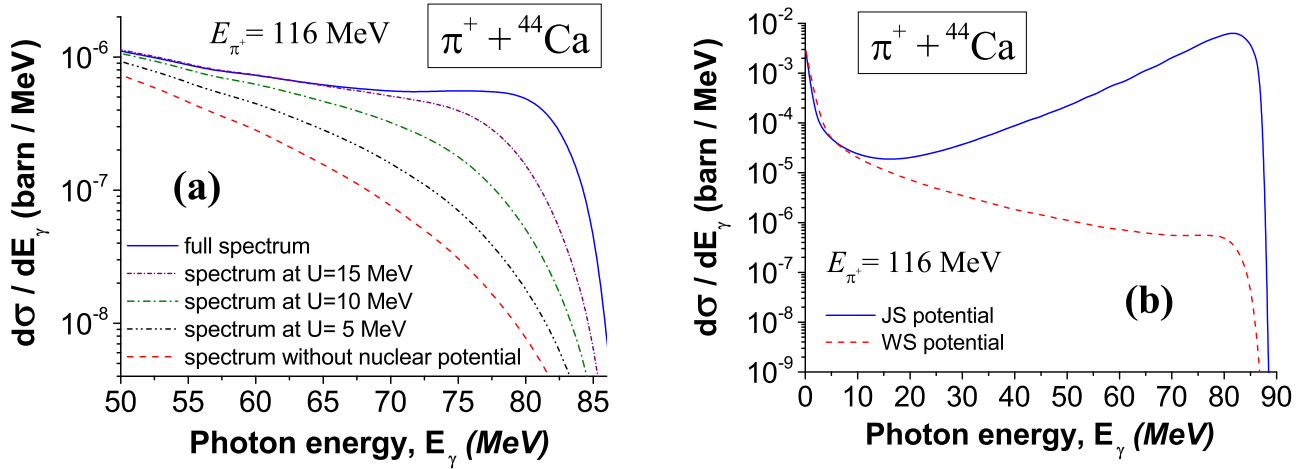 E_π⁺ = 116 MeV
π⁺ + ⁴⁴Ca
10⁻⁶
10⁻⁷
10⁻⁸
dσ / dE_γ (barn / MeV)
(a)
full spectrum
spectrum at U=15 MeV
spectrum at U=10 MeV
spectrum at U= 5 MeV
spectrum without nuclear potential
50 55 60 65 70 75 80 85
Photon energy, E_γ (MeV)
π⁺ + ⁴⁴Ca
10⁻²
10⁻³
10⁻⁴
10⁻⁵
10⁻⁶
10⁻⁷
10⁻⁸
10⁻⁹
dσ / dE_γ (barn / MeV)
E_π⁺ = 116 MeV
(b)
JS potential
WS potential
0 10 20 30 40 50 60 70 80 90
Photon energy, E_γ (MeV)